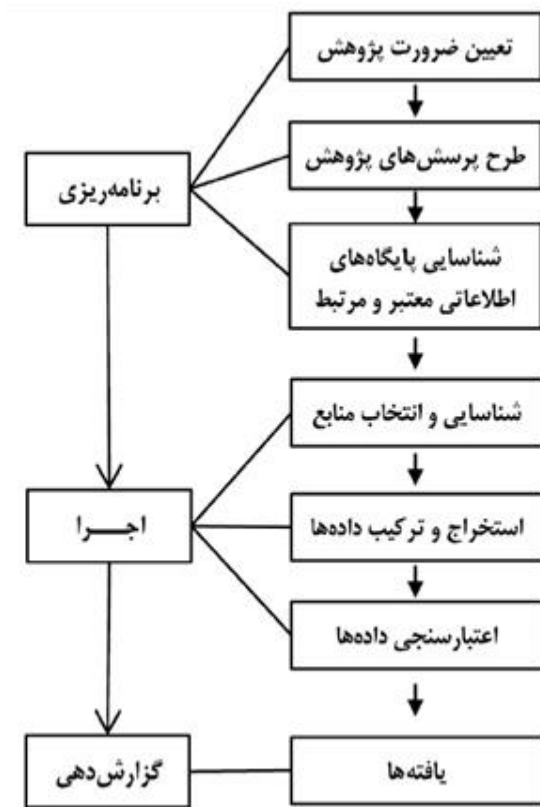 تعیین ضرورت پژوهش
طرح پرسش‌های پژوهش
برنامه‌ریزی
شناسایی پایگاه‌های
اطلاعاتی معتبر و مرتبط
شناسایی و انتخاب منابع
اجـــرا
استخراج و ترکیب داده‌ها
اعتبارسنجی داده‌ها
یافته‌ها
گزارش‌دهی